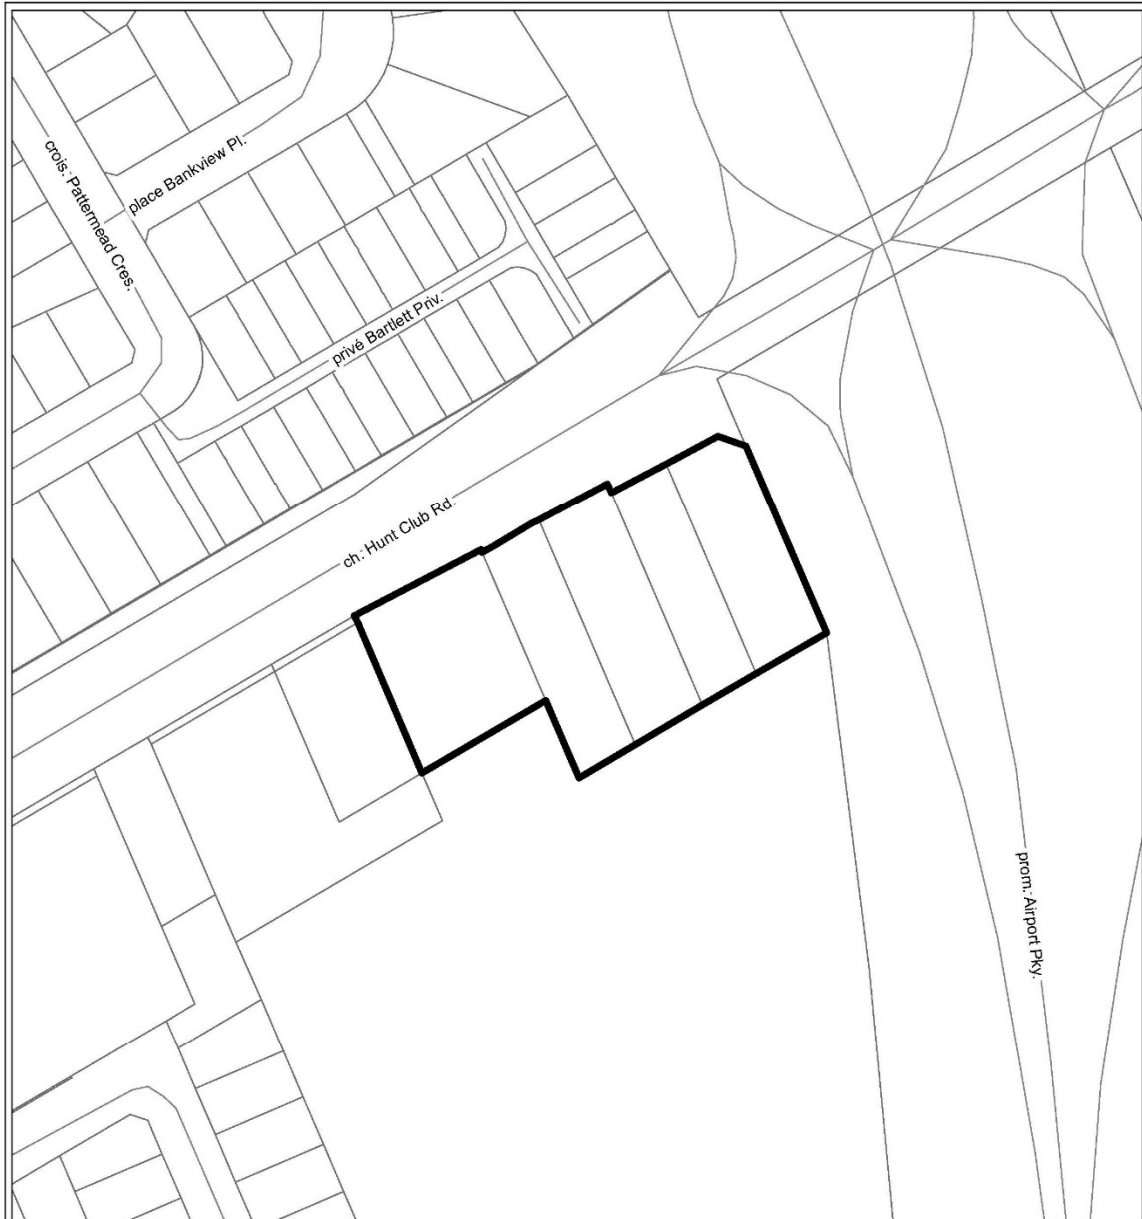 crois. Pattermead Cres.
place Bankview Pl.
privé Bartlett Priv.
ch. Hunt Club Rd.
prom. Airport Pky.